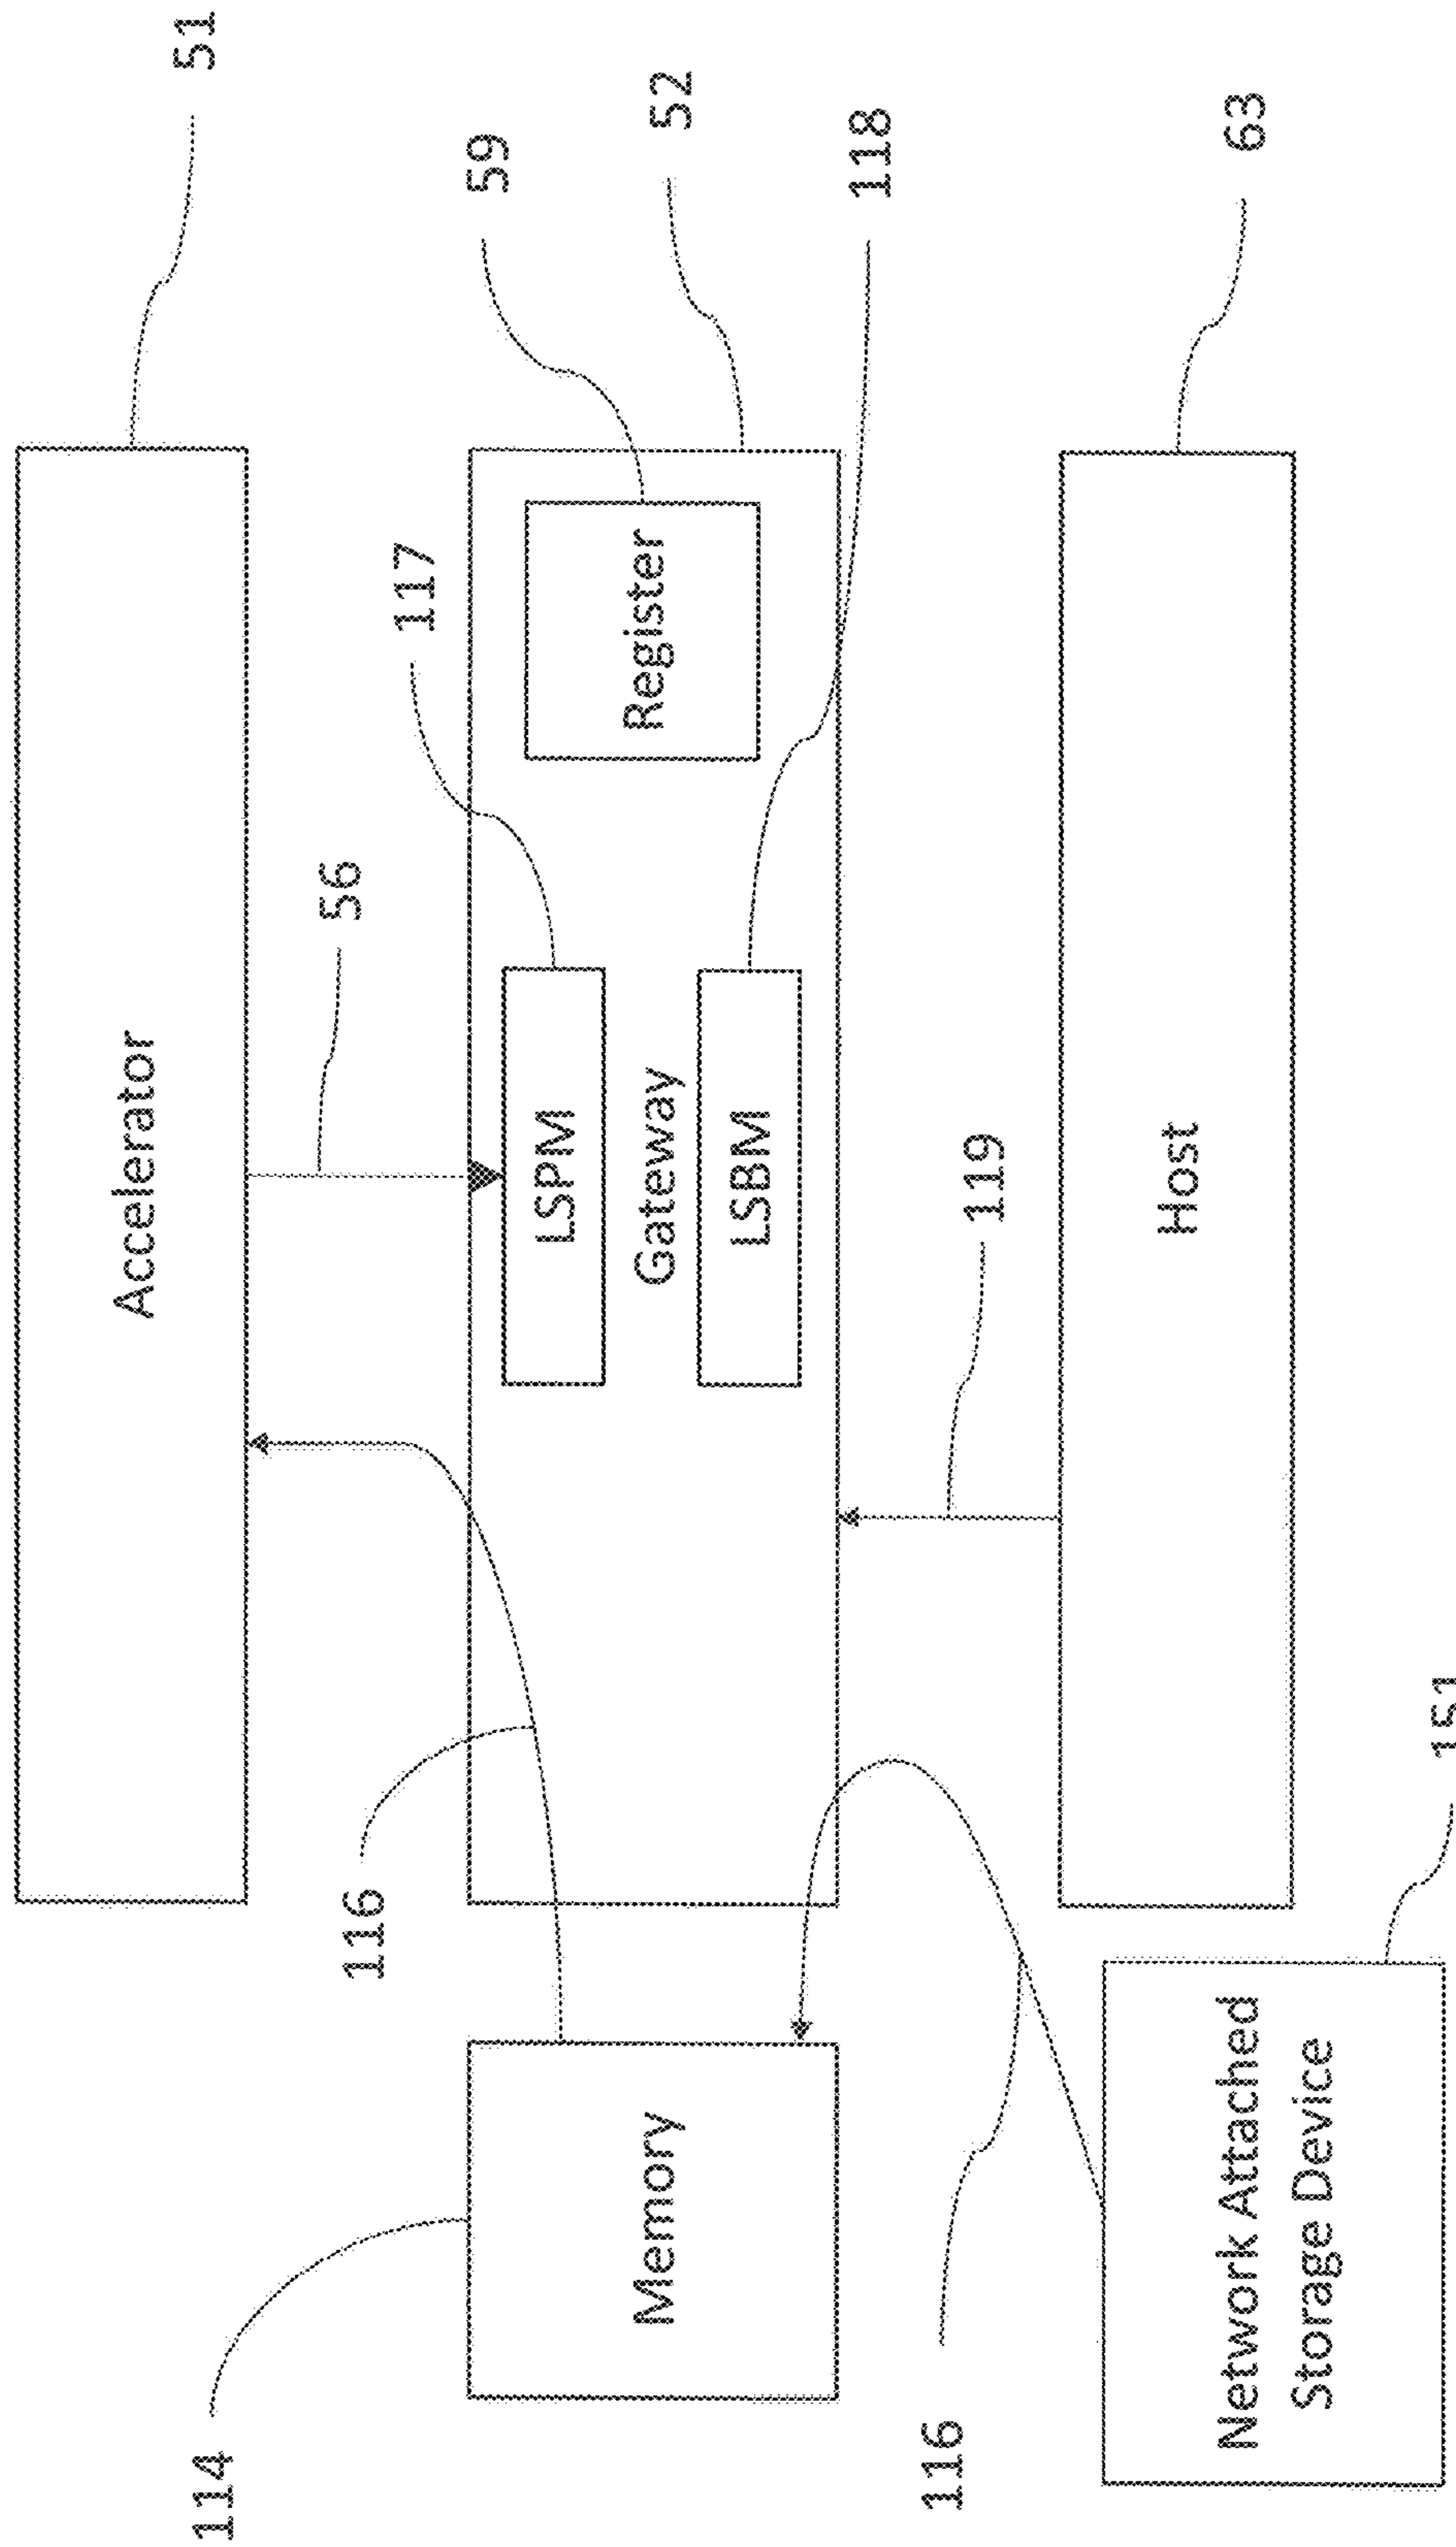 Accelerator
51
114
56
116
117
59
LSPM
Memory
Gateway
Register
52
LSBM
118
116
119
Host
63
Network Attached
Storage Device
151